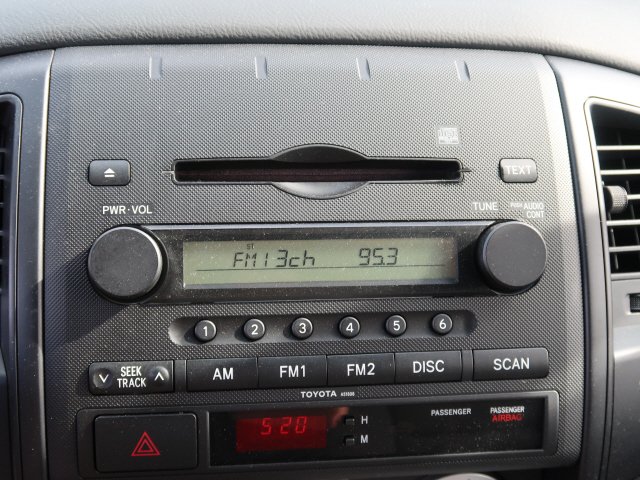 TEXT
PWR·VOL
TUNE PUSH AUDIO CONT
ST
FM1 3ch 95.3
1 2 3 4 5 6
SEEK TRACK
AM FM1 FM2 DISC SCAN
TOYOTA
5:20
H
M
PASSENGER
PASSENGER AIRBAG